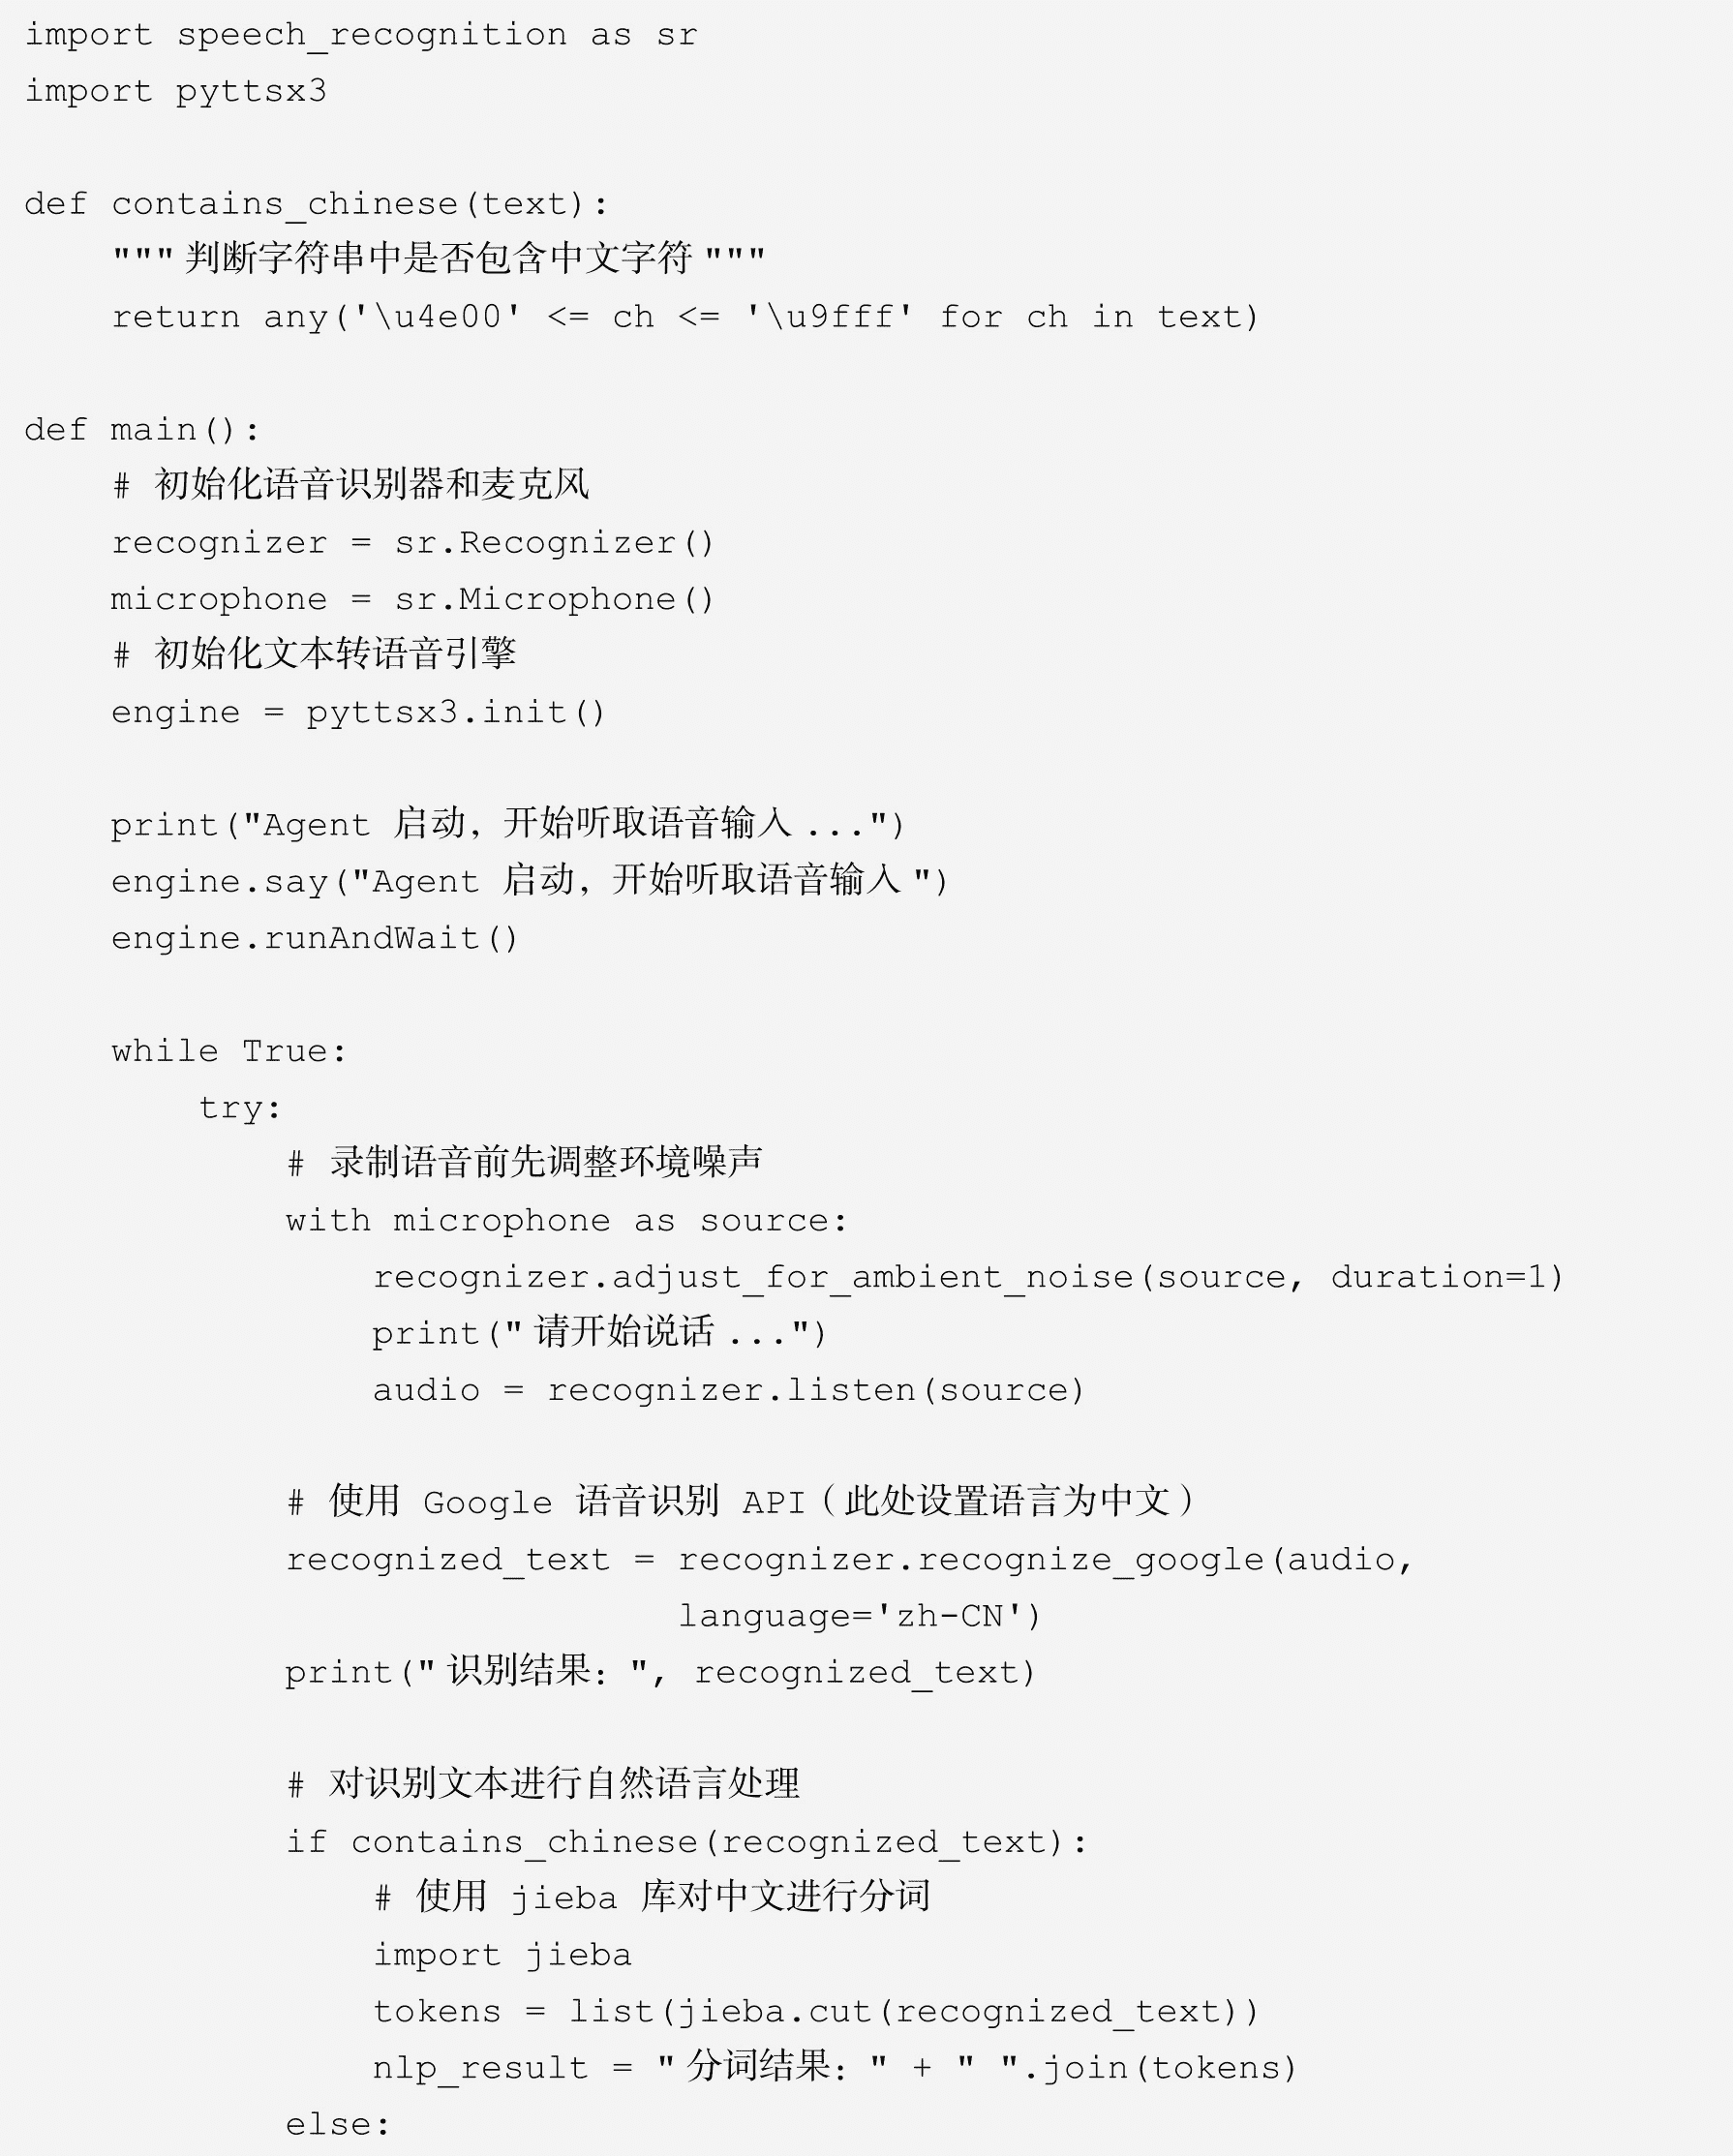 import speech_recognition as sr
import pyttsx3

def contains_chinese(text):
    """判断字符串中是否包含中文字符"""
    return any('\u4e00' <= ch <= '\u9fff' for ch in text)

def main():
    # 初始化语音识别器和麦克风
    recognizer = sr.Recognizer()
    microphone = sr.Microphone()
    # 初始化文本转语音引擎
    engine = pyttsx3.init()

    print("Agent 启动，开始听取语音输入...")
    engine.say("Agent 启动，开始听取语音输入")
    engine.runAndWait()

    while True:
        try:
            # 录制语音前先调整环境噪声
            with microphone as source:
                recognizer.adjust_for_ambient_noise(source, duration=1)
                print("请开始说话...")
                audio = recognizer.listen(source)

            # 使用 Google 语音识别 API（此处设置语言为中文）
            recognized_text = recognizer.recognize_google(audio,
                              language='zh-CN')
            print("识别结果：", recognized_text)

            # 对识别文本进行自然语言处理
            if contains_chinese(recognized_text):
                # 使用 jieba 库对中文进行分词
                import jieba
                tokens = list(jieba.cut(recognized_text))
                nlp_result = "分词结果：" + " ".join(tokens)
            else: